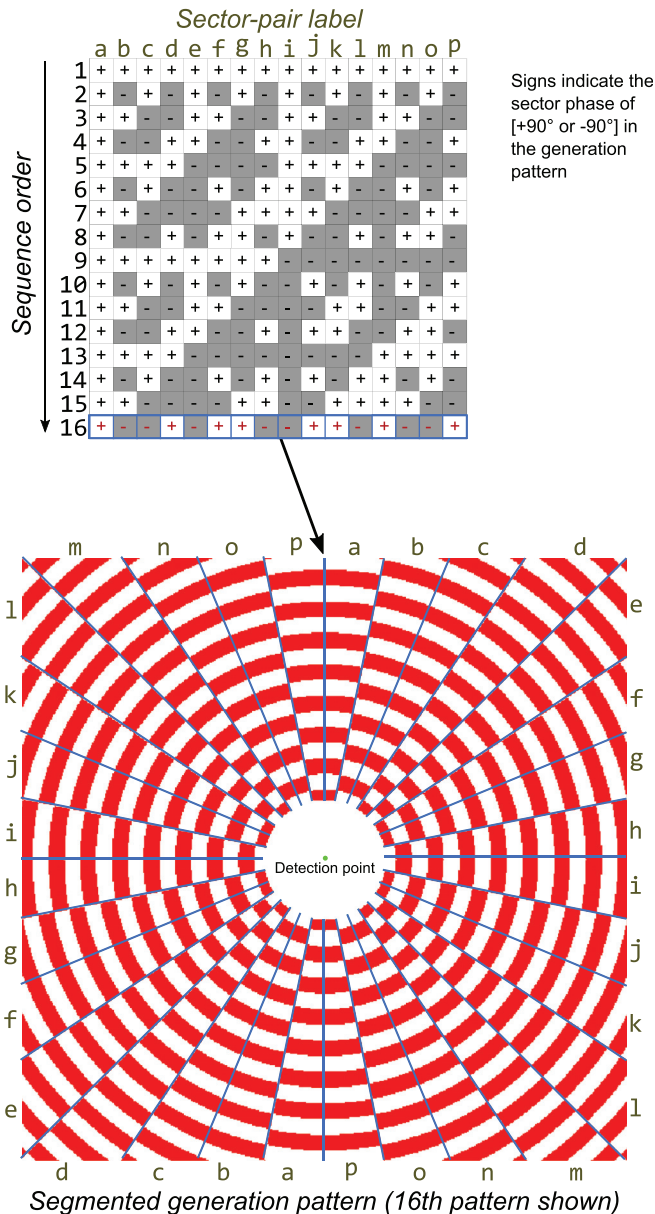 Sector-pair label
a b c d e f g h i j k l m n o p
1 + + + + + + + + + + + + + + + +
2 + - + - + - + - + - + - + - + -
3 + + - - + + - - + + - - + + - -
4 + - - + + - - + + - - + + - - +
5 + + + + - - - - + + + + - - - -
6 + - + - - + - + + - + - - + - +
7 + + - - - - + + + + - - - - + +
8 + - - + - + + - + - - + - + + -
9 + + + + + + + + - - - - - - - -
10 + - + - + - + - - + - + - + - +
11 + + - - + + - - - - + + - - + +
12 + - - + + - - + - + + - - + + -
13 + + + + - - - - - - - - + + + +
14 + - + - - + - + - + - + + - + -
15 + + - - - - + + - - + + + + - -
16 + - - + - + + - - + + - + - - +
Sequence order
Signs indicate the
sector phase of
[+90° or -90°] in
the generation
pattern
m n o p a b c d
l
k
j
i
h
g
f
e
e
f
g
h
i
j
k
l
Detection point
d c b a p o n m
Segmented generation pattern (16th pattern shown)